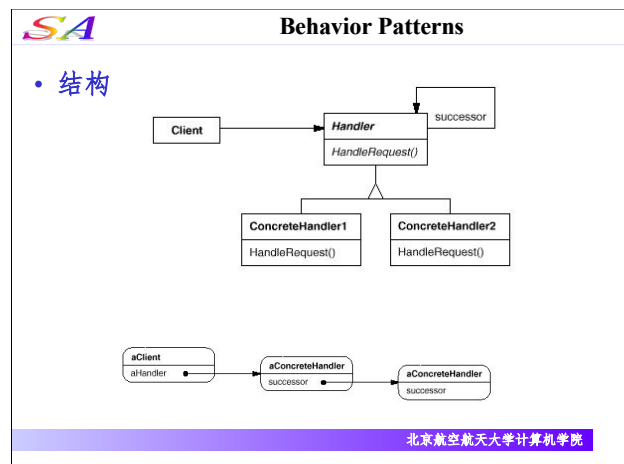 SA
Behavior Patterns
• 结构
Client
Handler
successor
HandleRequest()
ConcreteHandler1
ConcreteHandler2
HandleRequest()
HandleRequest()
aClient
aHandler
aConcreteHandler
successor
aConcreteHandler
successor
北京航空航天大学计算机学院